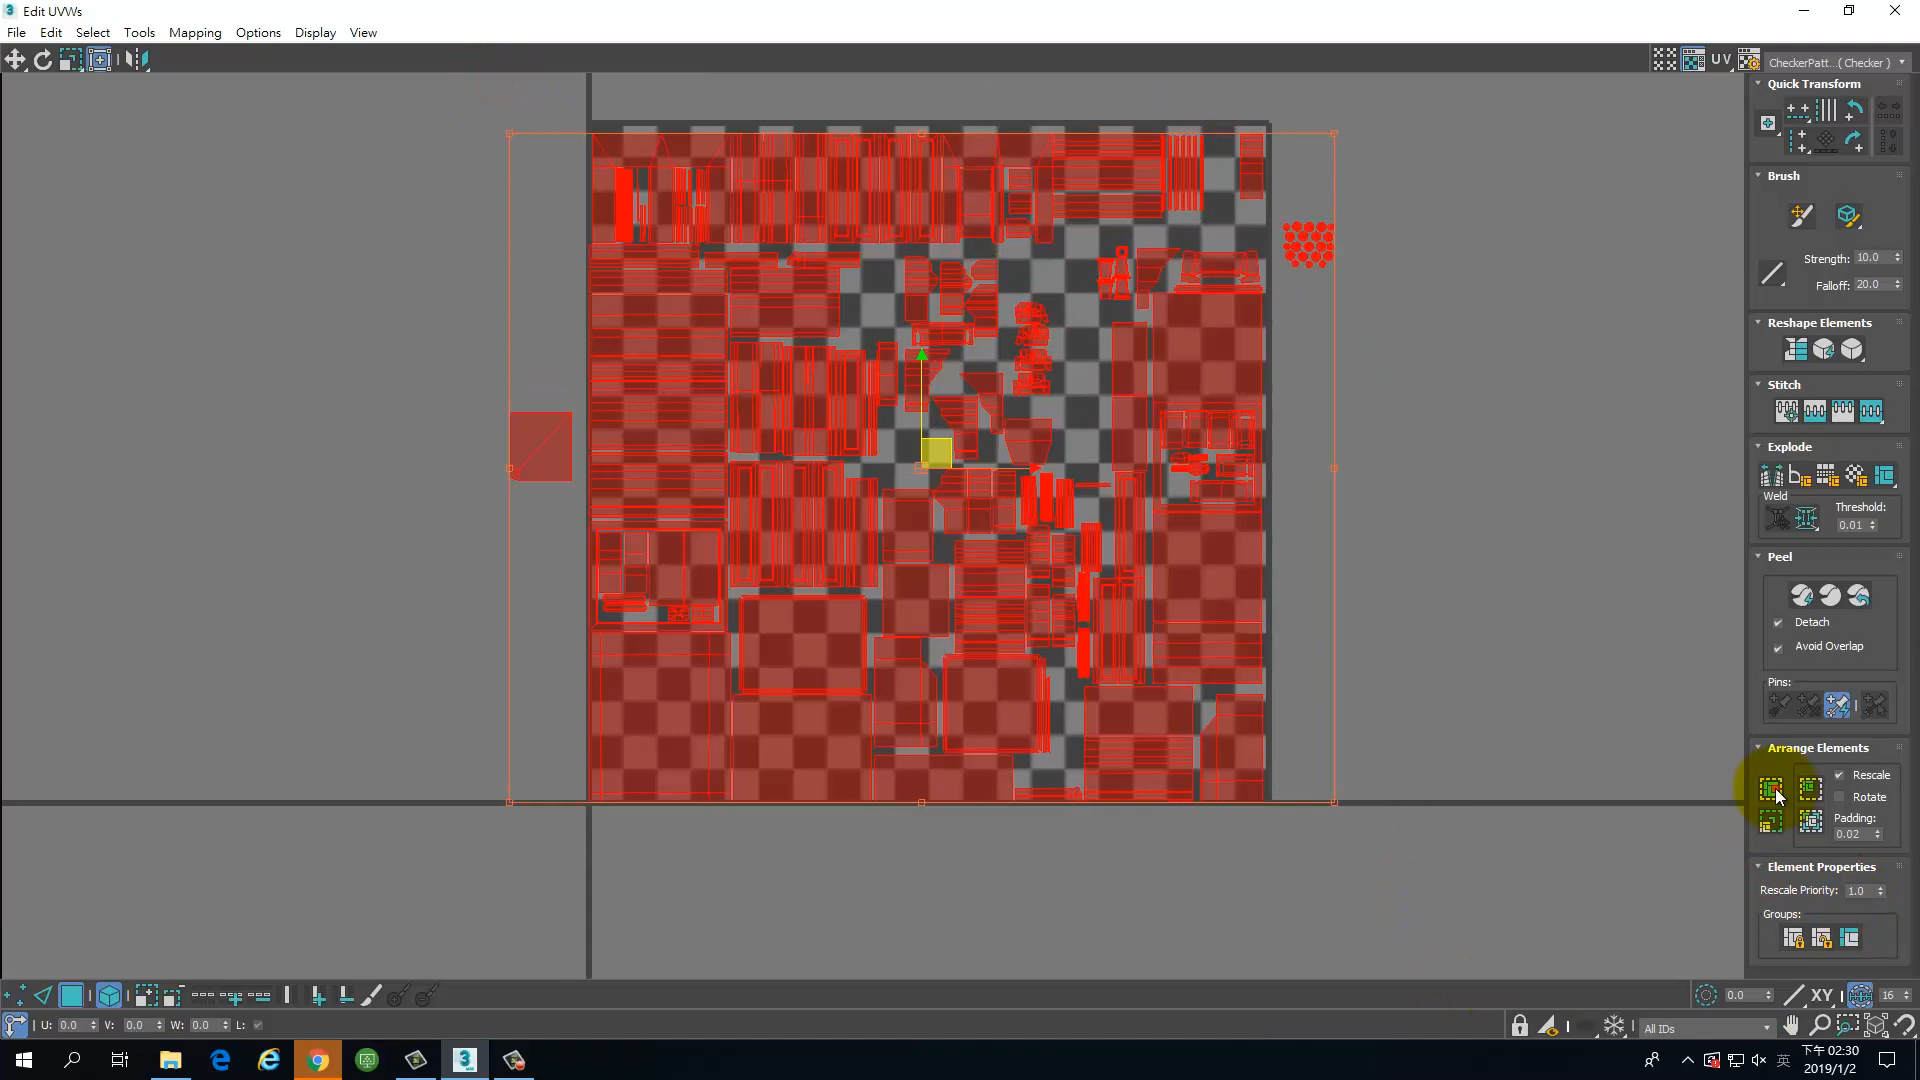 3 Edit UVWs
File Edit Select Tools Mapping Options Display View
UV CheckerPatt...( Checker )
Quick Transform
Brush
Strength: 10.0
Falloff: 20.0
Reshape Elements
Stitch
Explode
Weld
Threshold:
0.01
Peel
Detach
Avoid Overlap
Pins:
Arrange Elements
Rescale
Rotate
Padding:
0.02
Element Properties
Rescale Priority: 1.0
Groups:
0.0 XY 16
U: 0.0 V: 0.0 W: 0.0 L: All IDs
3 英 下午 02:30
2019/1/2